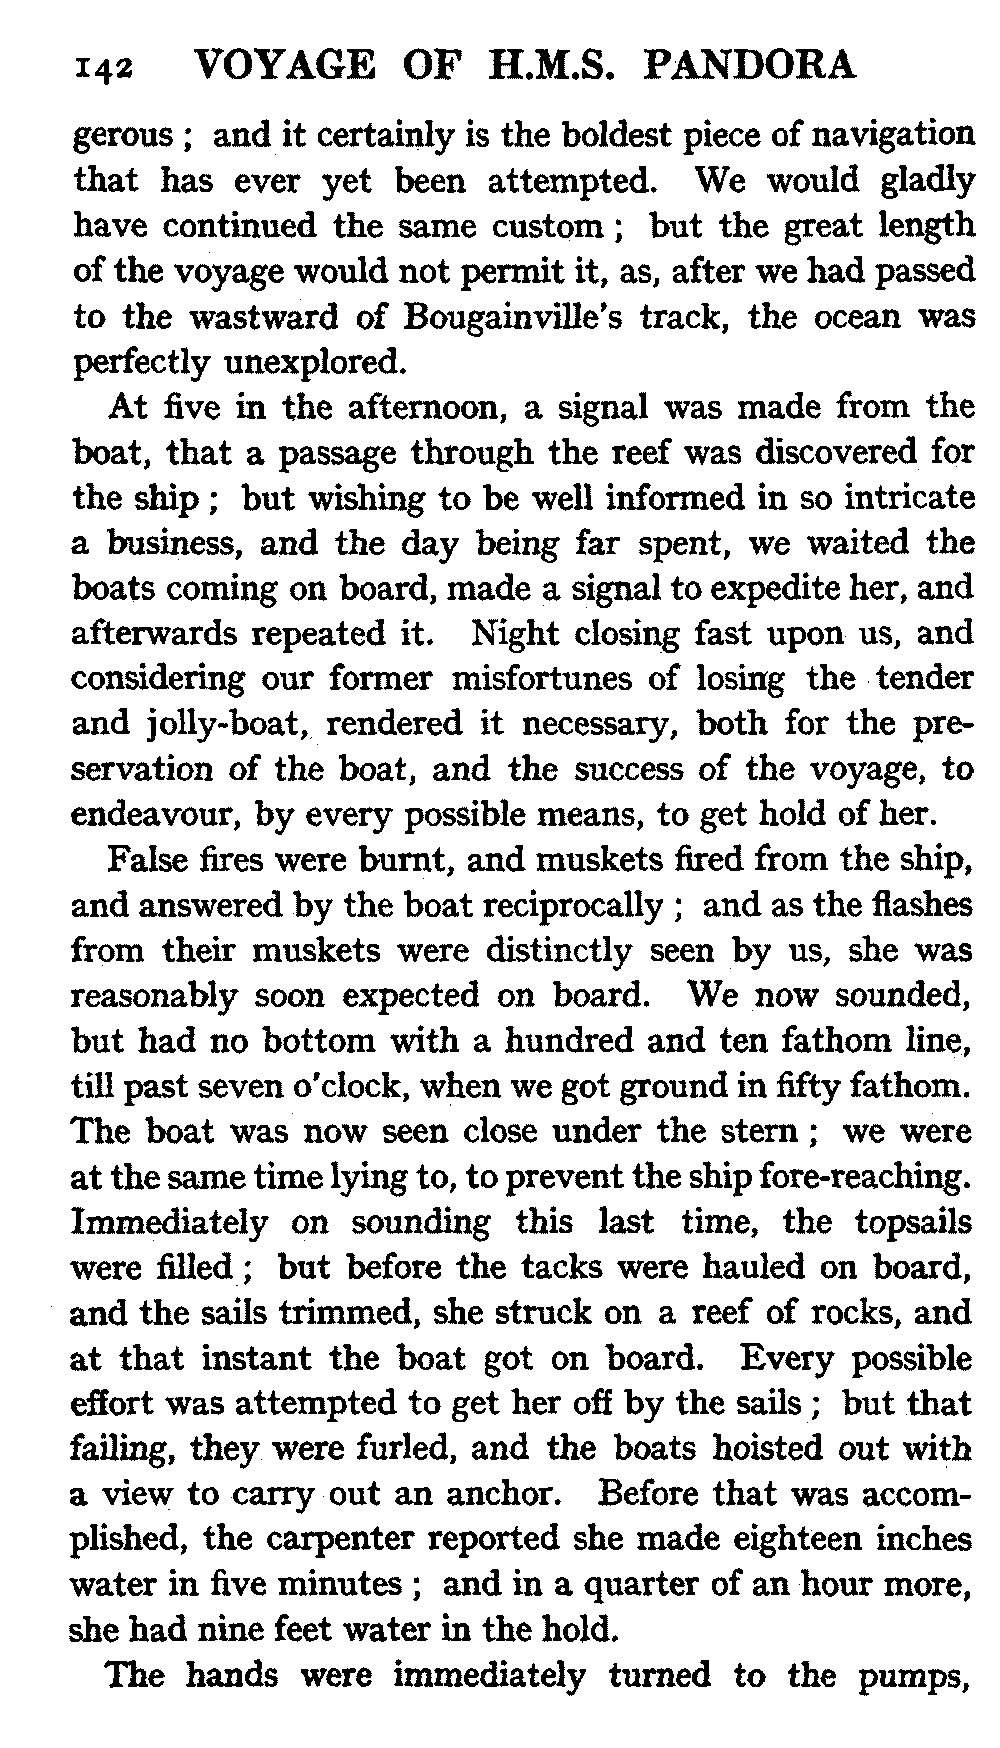 142 VOYAGE OF H.M.S. PANDORA
gerous ; and it certainly is the boldest piece of navigation
that has ever yet been attempted. We would gladly
have continued the same custom ; but the great length
of the voyage would not permit it, as, after we had passed
to the wastward of Bougainville's track, the ocean was
perfectly unexplored.
At five in the afternoon, a signal was made from the
boat, that a passage through the reef was discovered for
the ship ; but wishing to be well informed in so intricate
a business, and the day being far spent, we waited the
boats coming on board, made a signal to expedite her, and
afterwards repeated it. Night closing fast upon us, and
considering our former misfortunes of losing the tender
and jolly-boat, rendered it necessary, both for the pre-
servation of the boat, and the success of the voyage, to
endeavour, by every possible means, to get hold of her.
False fires were burnt, and muskets fired from the ship,
and answered by the boat reciprocally ; and as the flashes
from their muskets were distinctly seen by us, she was
reasonably soon expected on board. We now sounded,
but had no bottom with a hundred and ten fathom line,
till past seven o'clock, when we got ground in fifty fathom.
The boat was now seen close under the stern ; we were
at the same time lying to, to prevent the ship fore-reaching.
Immediately on sounding this last time, the topsails
were filled ; but before the tacks were hauled on board,
and the sails trimmed, she struck on a reef of rocks, and
at that instant the boat got on board. Every possible
effort was attempted to get her off by the sails ; but that
failing, they were furled, and the boats hoisted out with
a view to carry out an anchor. Before that was accom-
plished, the carpenter reported she made eighteen inches
water in five minutes ; and in a quarter of an hour more,
she had nine feet water in the hold.
The hands were immediately turned to the pumps,